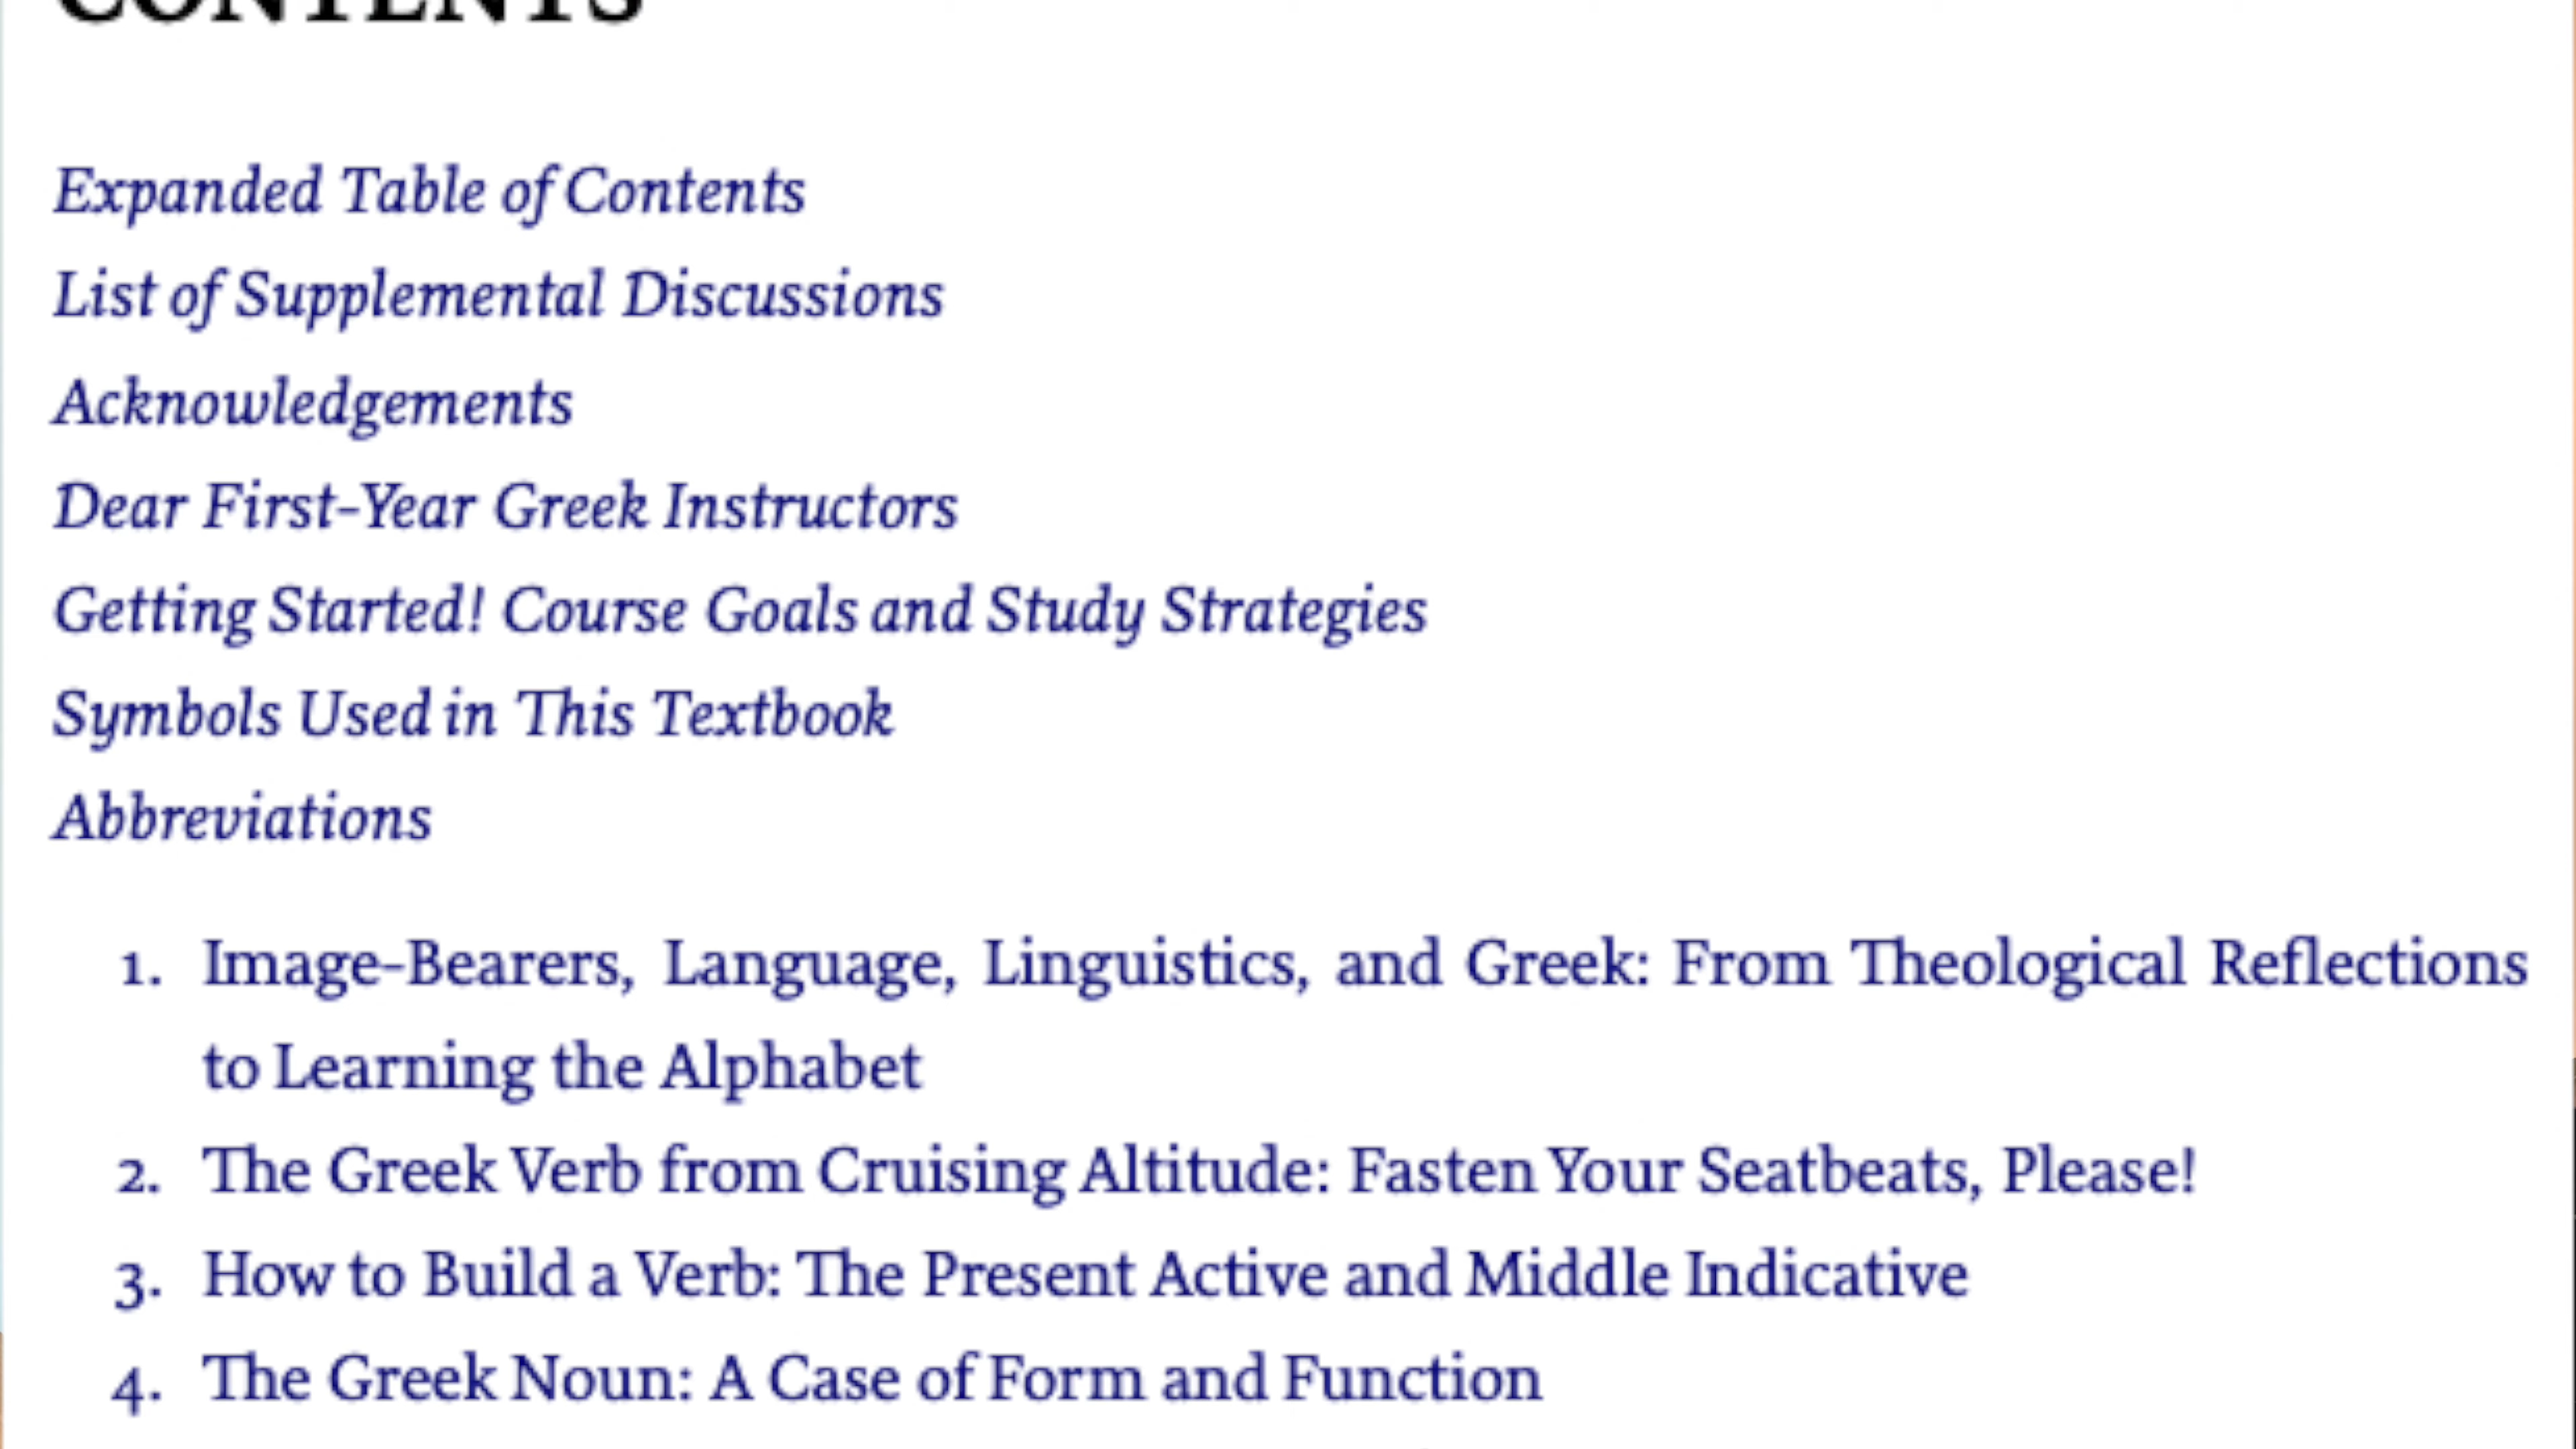 CONTENTS
Expanded Table of Contents
List of Supplemental Discussions
Acknowledgements
Dear First-Year Greek Instructors
Getting Started! Course Goals and Study Strategies
Symbols Used in This Textbook
Abbreviations
1. Image-Bearers, Language, Linguistics, and Greek: From Theological Reflections
to Learning the Alphabet
2. The Greek Verb from Cruising Altitude: Fasten Your Seatbeats, Please!
3. How to Build a Verb: The Present Active and Middle Indicative
4. The Greek Noun: A Case of Form and Function